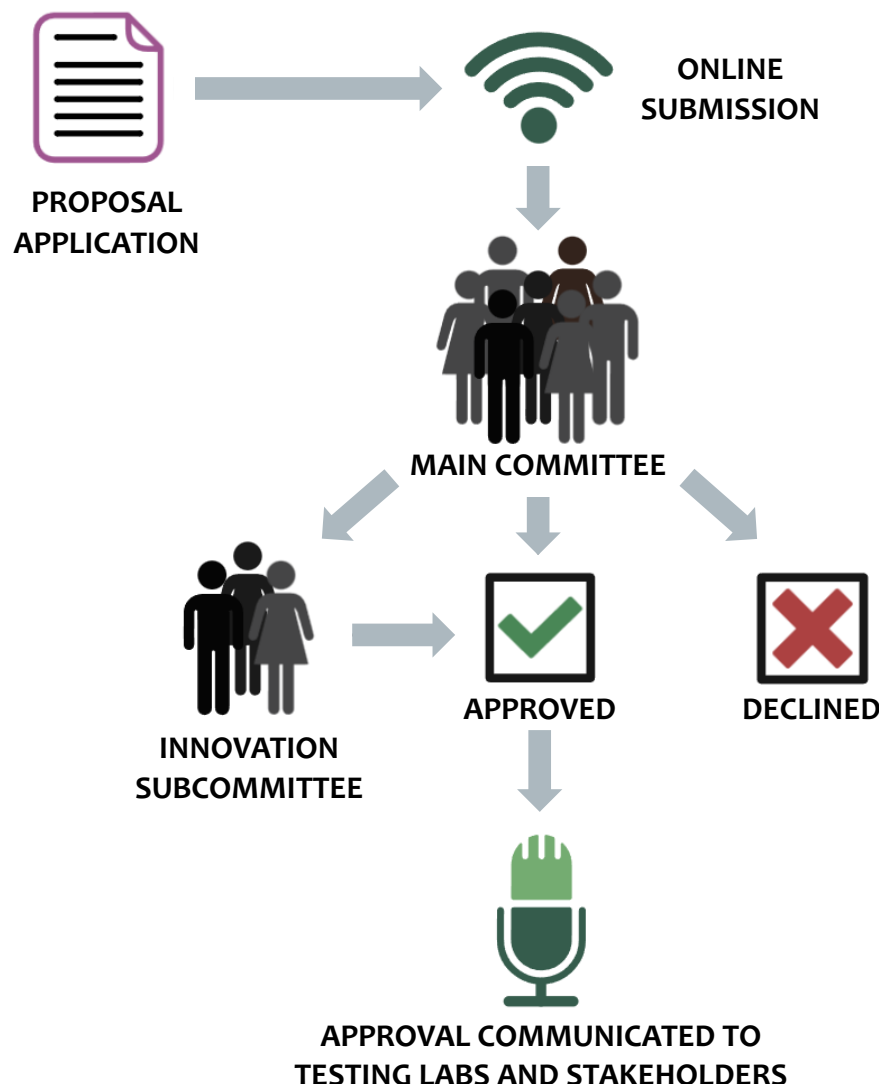 ONLINE
SUBMISSION
PROPOSAL
APPLICATION
MAIN COMMITTEE
APPROVED
DECLINED
INNOVATION
SUBCOMMITTEE
APPROVAL COMMUNICATED TO
TESTING LABS AND STAKEHOLDERS